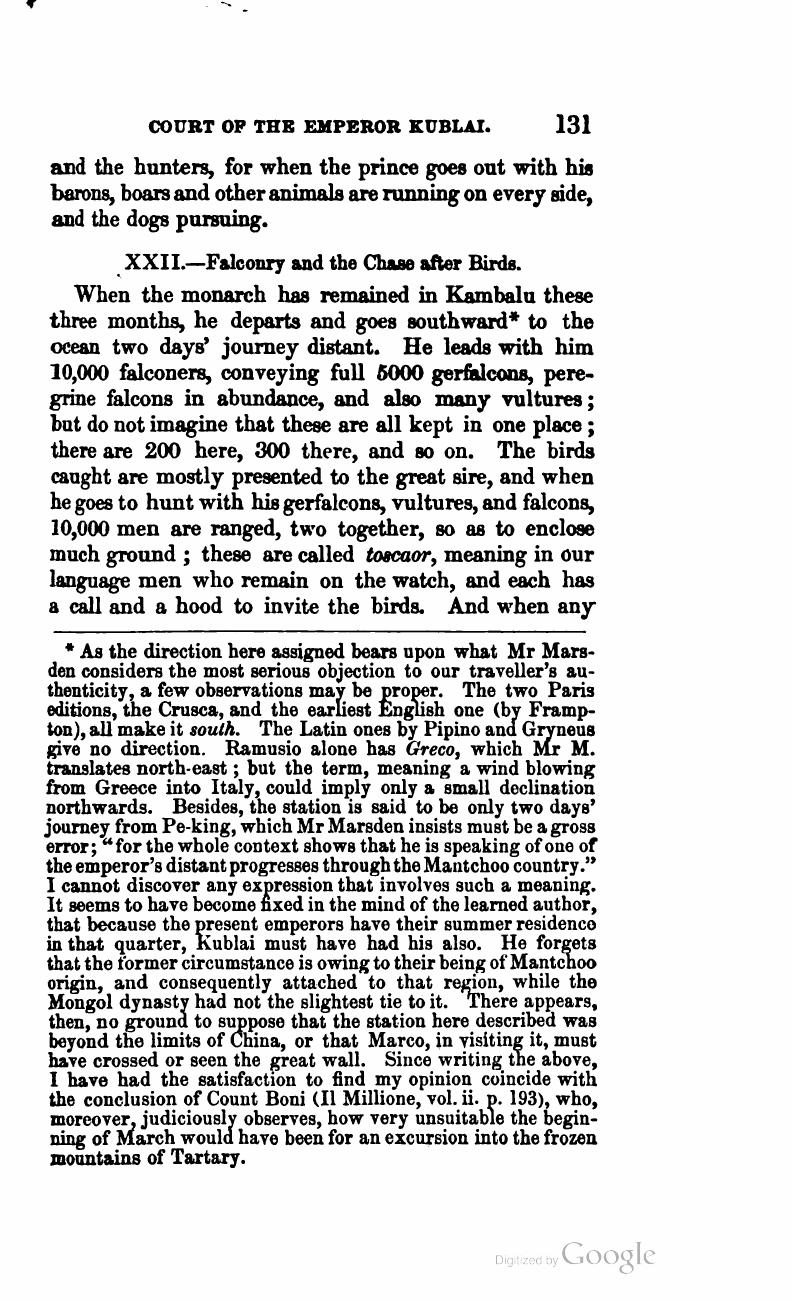 COURT OF THE EMPEROR KUBLAI. 131
and the hunters, for when the prince goes out with his
barons, boars and other animals are running on every side,
and the dogs pursuing.
XXII.—Falconry and the Chase after Birds.
When the monarch has remained in Kambalu these
three months, he departs and goes southward* to the
ocean two days' journey distant. He leads with him
10,000 falconers, conveying full 5000 gerfalcons, pere-
grine falcons in abundance, and also many vultures;
but do not imagine that these are all kept in one place;
there are 200 here, 300 there, and so on. The birds
caught are mostly presented to the great sire, and when
he goes to hunt with his gerfalcons, vultures, and falcons,
10,000 men are ranged, two together, so as to enclose
much ground; these are called toscaor, meaning in our
language men who remain on the watch, and each has
a call and a hood to invite the birds. And when any
* As the direction here assigned bears upon what Mr Mars-
den considers the most serious objection to our traveller's au-
thenticity, a few observations may be proper. The two Paris
editions, the Crusca, and the earliest English one (by Framp-
ton), all make it south. The Latin ones by Pipino and Gryneus
give no direction. Ramusio alone has Greco, which Mr M.
translates north-east; but the term, meaning a wind blowing
from Greece into Italy, could imply only a small declination
northwards. Besides, the station is said to be only two days'
journey from Pe-king, which Mr Marsden insists must be a gross
error; "for the whole context shows that he is speaking of one of
the emperor's distant progresses through the Mantchoo country."
I cannot discover any expression that involves such a meaning.
It seems to have become fixed in the mind of the learned author,
that because the present emperors have their summer residence
in that quarter, Kublai must have had his also. He forgets
that the former circumstance is owing to their being of Mantchoo
origin, and consequently attached to that region, while the
Mongol dynasty had not the slightest tie to it. There appears,
then, no ground to suppose that the station here described was
beyond the limits of China, or that Marco, in visiting it, must
have crossed or seen the great wall. Since writing the above,
I have had the satisfaction to find my opinion coincide with
the conclusion of Count Boni (Il Millione, vol. ii. p. 193), who,
moreover, judiciously observes, how very unsuitable the begin-
ning of March would have been for an excursion into the frozen
mountains of Tartary.
Digitized by Google